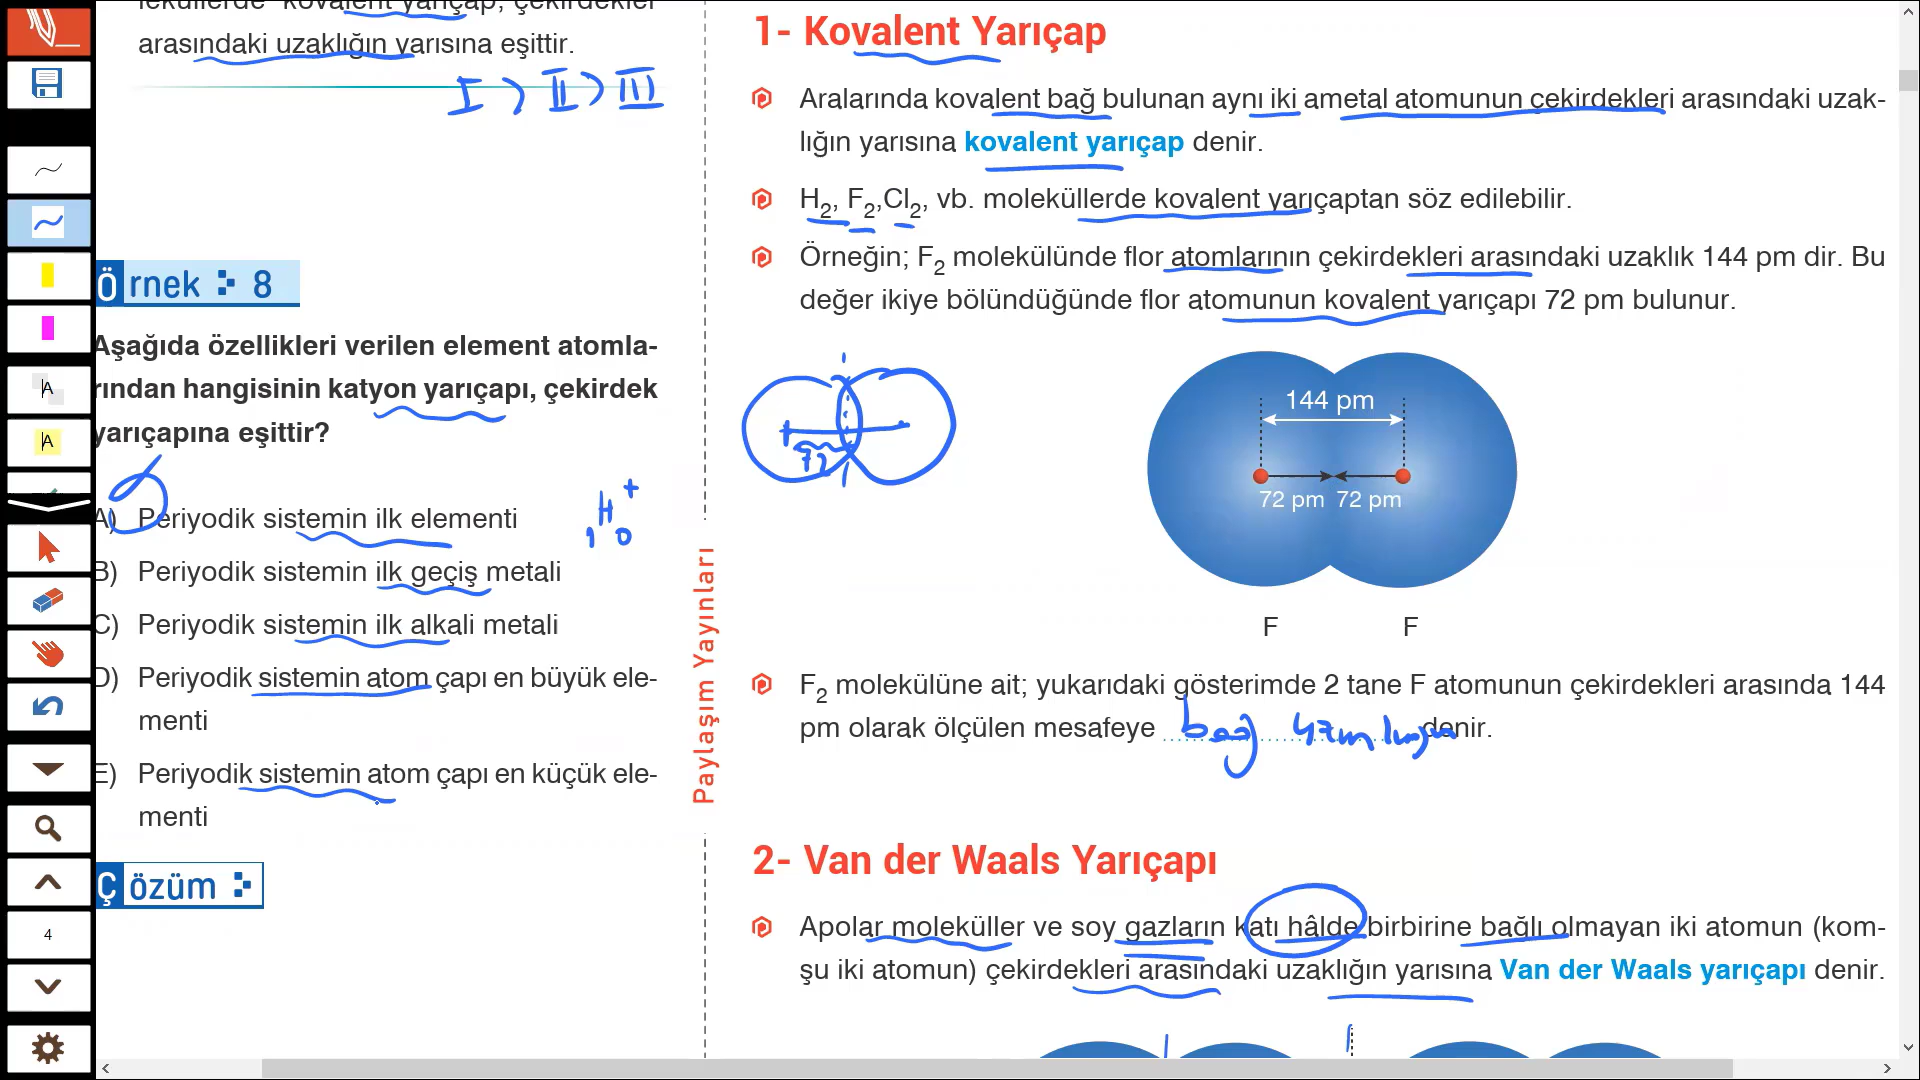 leküllerde kovalent yarıçap, çekirdekler
arasındaki uzaklığın yarısına eşittir.
I > II > III
Örnek 8
Aşağıda özellikleri verilen element atomla-
rından hangisinin katyon yarıçapı, çekirdek
yarıçapına eşittir?
A) Periyodik sistemin ilk elementi
1 H + 0
B) Periyodik sistemin ilk geçiş metali
C) Periyodik sistemin ilk alkali metali
D) Periyodik sistemin atom çapı en büyük ele-
menti
E) Periyodik sistemin atom çapı en küçük ele-
menti
Çözüm
Paylaşım Yayınları
1- Kovalent Yarıçap
Aralarında kovalent bağ bulunan aynı iki ametal atomunun çekirdekleri arasındaki uzak-
lığın yarısına kovalent yarıçap denir.
H2, F2,Cl2, vb. moleküllerde kovalent yarıçaptan söz edilebilir.
Örneğin; F2 molekülünde flor atomlarının çekirdekleri arasındaki uzaklık 144 pm dir. Bu
değer ikiye bölündüğünde flor atomunun kovalent yarıçapı 72 pm bulunur.
72
144 pm
72 pm 72 pm
F F
F2 molekülüne ait; yukarıdaki gösterimde 2 tane F atomunun çekirdekleri arasında 144
pm olarak ölçülen mesafeye bağ denir.
2- Van der Waals Yarıçapı
Apolar moleküller ve soy gazların katı hâlde birbirine bağlı olmayan iki atomun (kom-
şu iki atomun) çekirdekleri arasındaki uzaklığın yarısına Van der Waals yarıçapı denir.
A
A
4